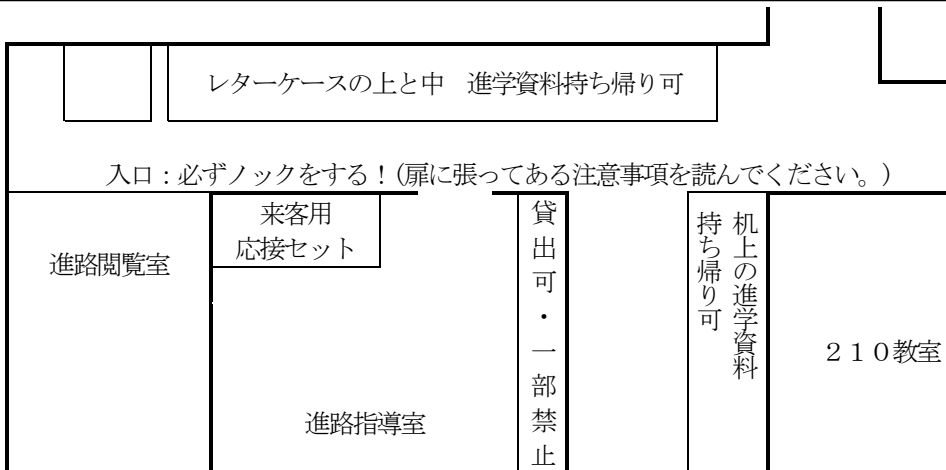 レターケースの上と中　進学資料持ち帰り可
入口：必ずノックをする！(扉に張ってある注意事項を読んでください。)
進路閲覧室
来客用
応接セット
進路指導室
貸出可・一部禁止
机上の進学資料
持ち帰り可
２１０教室